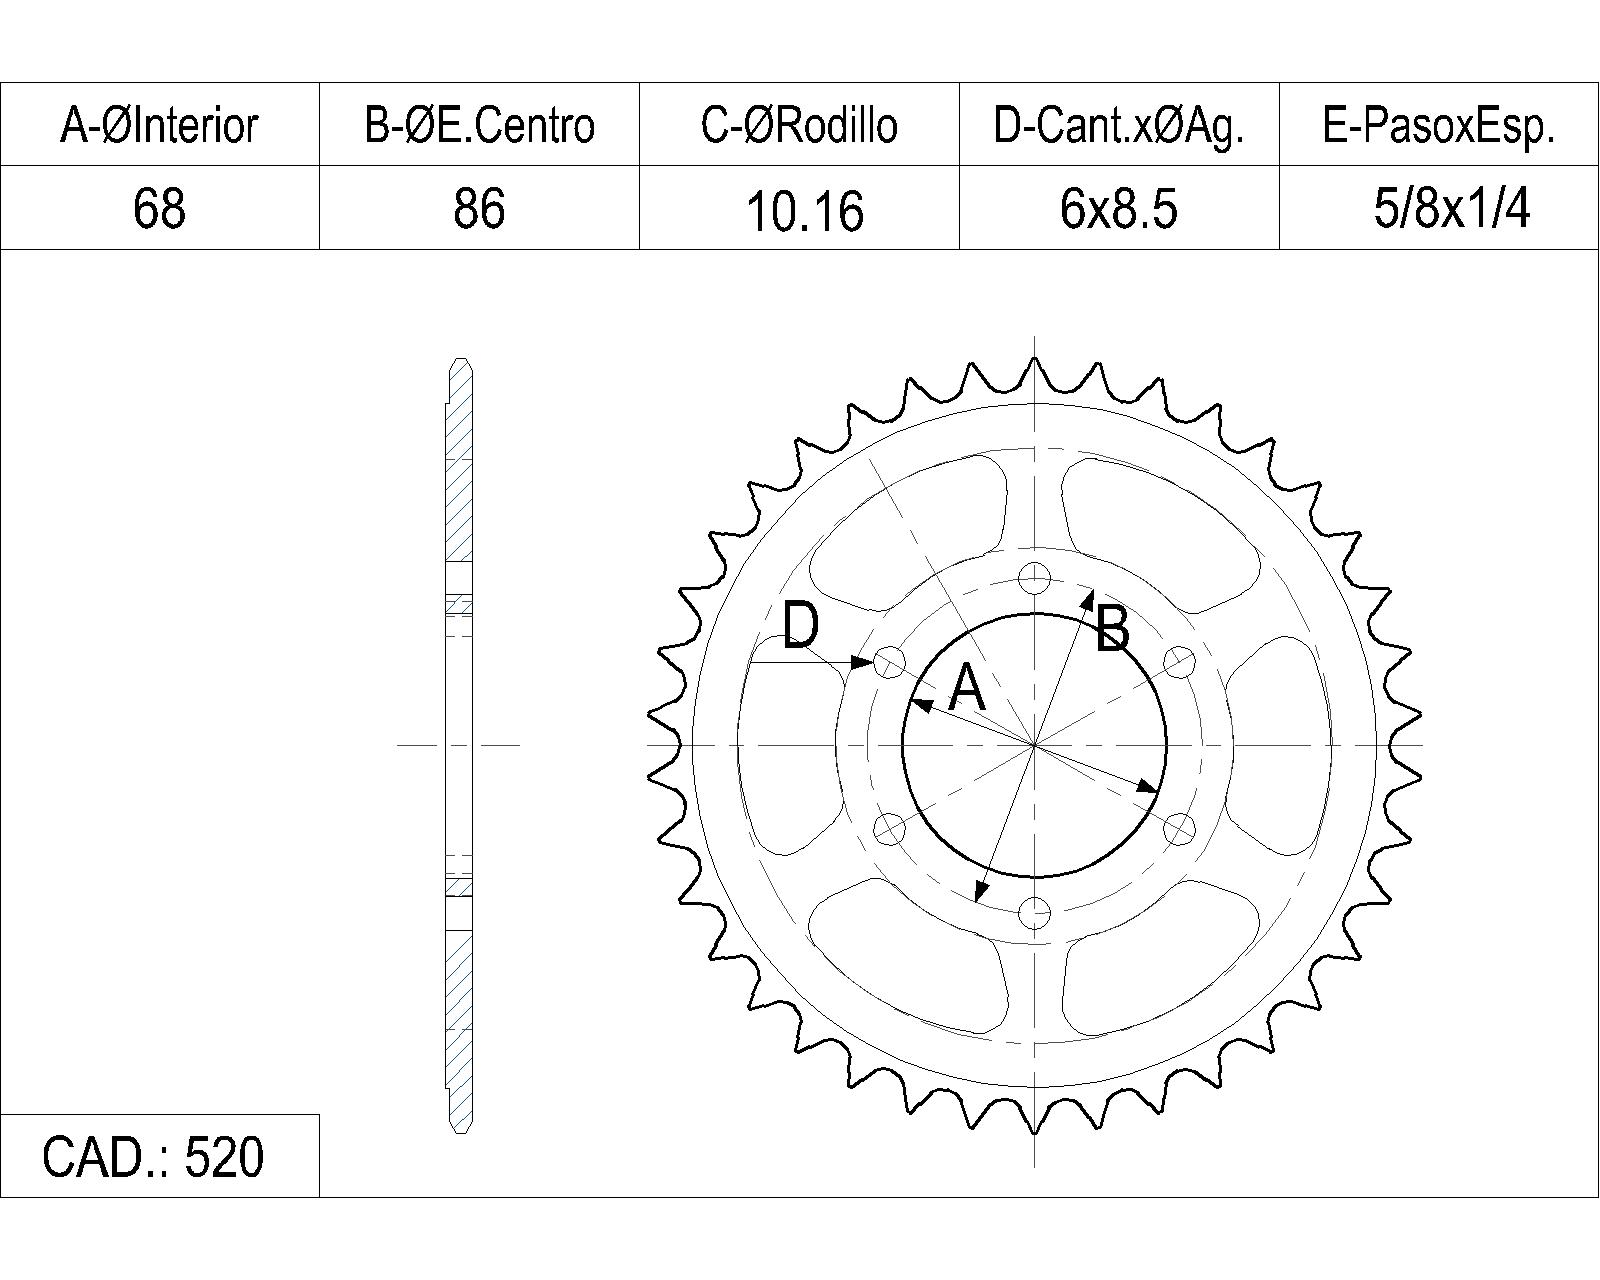 A-ØInterior B-ØE.Centro C-ØRodillo D-Cant.xØAg. E-PasoxEsp.
68 86 10.16 6x8.5 5/8x1/4
D
B
A
CAD.: 520